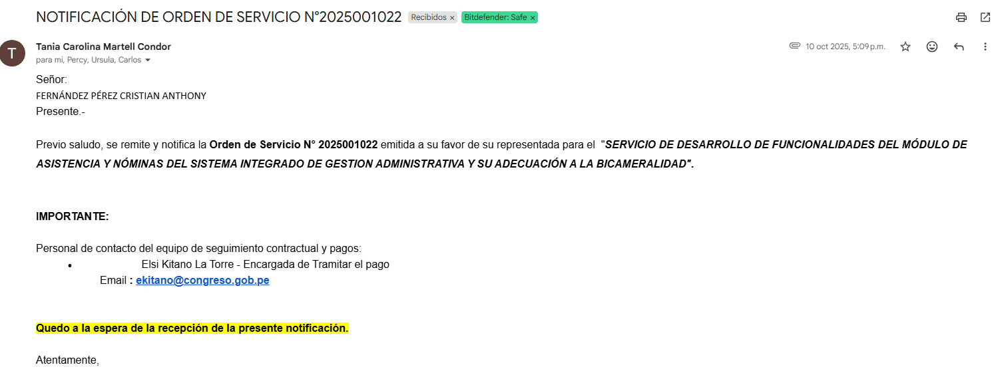 NOTIFICACIÓN DE ORDEN DE SERVICIO N°2025001022 Recibidos × Bitdefender: Safe ×
T
Tania Carolina Martell Condor
10 oct 2025, 5:09 p.m.
para mí, Percy, Ursula, Carlos
Señor:
FERNÁNDEZ PÉREZ CRISTIAN ANTHONY
Presente.-
Previo saludo, se remite y notifica la Orden de Servicio N° 2025001022 emitida a su favor de su representada para el "SERVICIO DE DESARROLLO DE FUNCIONALIDADES DEL MÓDULO DE
ASISTENCIA Y NÓMINAS DEL SISTEMA INTEGRADO DE GESTION ADMINISTRATIVA Y SU ADECUACIÓN A LA BICAMERALIDAD".
IMPORTANTE:
Personal de contacto del equipo de seguimiento contractual y pagos:
• Elsi Kitano La Torre - Encargada de Tramitar el pago
Email : ekitano@congreso.gob.pe
Quedo a la espera de la recepción de la presente notificación.
Atentamente,